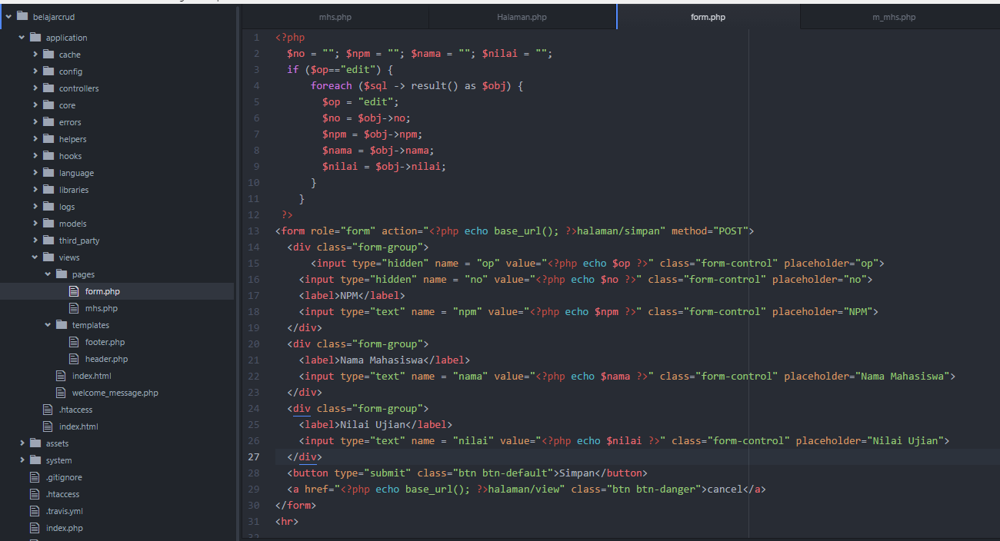 belajarcrud
application
cache
config
controllers
core
errors
helpers
hooks
language
libraries
logs
models
third_party
views
pages
form.php
mhs.php
templates
footer.php
header.php
index.html
welcome_message.php
.htaccess
index.html
assets
system
.gitignore
.htaccess
.travis.yml
index.php
mhs.php Halaman.php form.php m_mhs.php
1 <?php
2 $no = ""; $npm = ""; $nama = ""; $nilai = "";
3 if ($op=="edit") {
4 foreach ($sql -> result() as $obj) {
5 $op = "edit";
6 $no = $obj->no;
7 $npm = $obj->npm;
8 $nama = $obj->nama;
9 $nilai = $obj->nilai;
10 }
11 }
12 ?>
13 <form role="form" action="<?php echo base_url(); ?>halaman/simpan" method="POST">
14 <div class="form-group">
15 <input type="hidden" name = "op" value="<?php echo $op ?>" class="form-control" placeholder="op">
16 <input type="hidden" name = "no" value="<?php echo $no ?>" class="form-control" placeholder="no">
17 <label>NPM</label>
18 <input type="text" name = "npm" value="<?php echo $npm ?>" class="form-control" placeholder="NPM">
19 </div>
20 <div class="form-group">
21 <label>Nama Mahasiswa</label>
22 <input type="text" name = "nama" value="<?php echo $nama ?>" class="form-control" placeholder="Nama Mahasiswa">
23 </div>
24 <div class="form-group">
25 <label>Nilai Ujian</label>
26 <input type="text" name = "nilai" value="<?php echo $nilai ?>" class="form-control" placeholder="Nilai Ujian">
27 </div>
28 <button type="submit" class="btn btn-default">Simpan</button>
29 <a href="<?php echo base_url(); ?>halaman/view" class="btn btn-danger">cancel</a>
30 </form>
31 <hr>
32